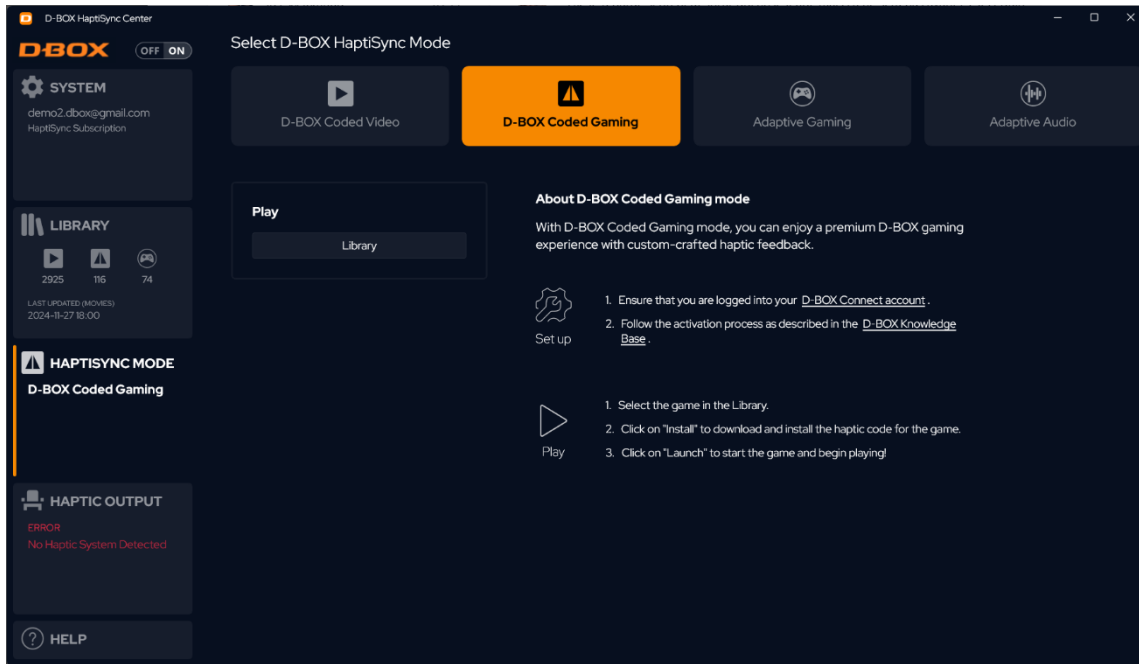 D-BOX HaptiSync Center
D-BOX
OFF ON
SYSTEM
demo2.dbox@gmail.com
HaptiSync Subscription
LIBRARY
2925 116 74
LAST UPDATED (MOVIES)
2024-11-27 18:00
HAPTISYNC MODE
D-BOX Coded Gaming
HAPTIC OUTPUT
ERROR
No Haptic System Detected
? HELP
Select D-BOX HaptiSync Mode
D-BOX Coded Video
D-BOX Coded Gaming
Adaptive Gaming
Adaptive Audio
Play
Library
About D-BOX Coded Gaming mode
With D-BOX Coded Gaming mode, you can enjoy a premium D-BOX gaming
experience with custom-crafted haptic feedback.
Set up
1. Ensure that you are logged into your D-BOX Connect account .
2. Follow the activation process as described in the D-BOX Knowledge
Base .
Play
1. Select the game in the Library.
2. Click on "Install" to download and install the haptic code for the game.
3. Click on "Launch" to start the game and begin playing!